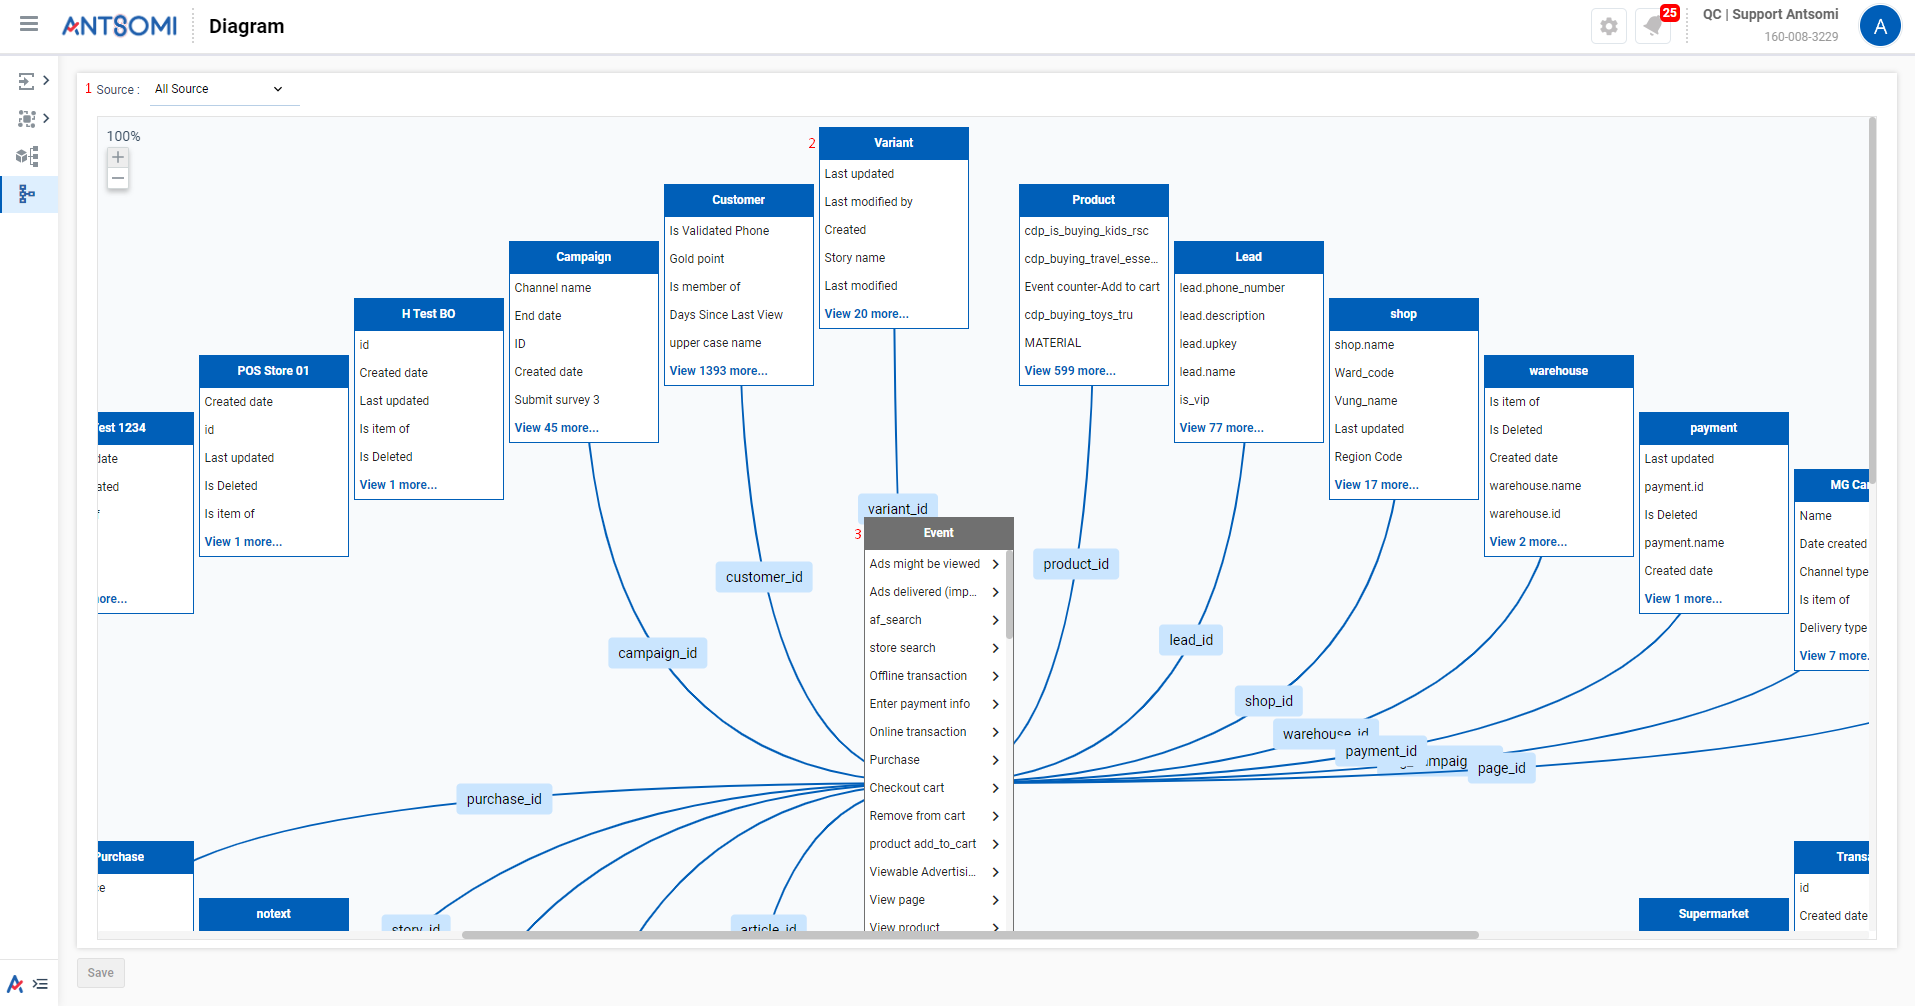 ANTSOMI
Diagram
25
QC | Support Antsomi
160-008-3229
A
1 Source : All Source
100%
+
−
2
Variant
Last updated
Last modified by
Created
Story name
Last modified
View 20 more...
Customer
Is Validated Phone
Gold point
Is member of
Days Since Last View
upper case name
View 1393 more...
Product
cdp_is_buying_kids_rsc
cdp_buying_travel_esse...
Event counter-Add to cart
cdp_buying_toys_tru
MATERIAL
View 599 more...
Campaign
Channel name
End date
ID
Created date
Submit survey 3
View 45 more...
Lead
lead.phone_number
lead.description
lead.upkey
lead.name
is_vip
View 77 more...
H Test BO
id
Created date
Last updated
Is item of
Is Deleted
View 1 more...
shop
shop.name
Ward_code
Vung_name
Last updated
Region Code
View 17 more...
POS Store 01
Created date
id
Last updated
Is Deleted
Is item of
View 1 more...
warehouse
Is item of
Is Deleted
Created date
warehouse.name
warehouse.id
View 2 more...
est 1234
date
ated
ore...
payment
Last updated
payment.id
Is Deleted
payment.name
Created date
View 1 more...
MG Ca
Name
Date created
Channel type
Is item of
Delivery type
View 7 more.
variant_id
customer_id
product_id
campaign_id
lead_id
shop_id
warehouse_id
payment_id
mpaig
page_id
purchase_id
story_id
article_id
3
Event
Ads might be viewed
Ads delivered (imp...
af_search
store search
Offline transaction
Enter payment info
Online transaction
Purchase
Checkout cart
Remove from cart
product add_to_cart
Viewable Advertisi...
View page
View product
Purchase
ce
notext
Supermarket
Trans
id
Created date
Save